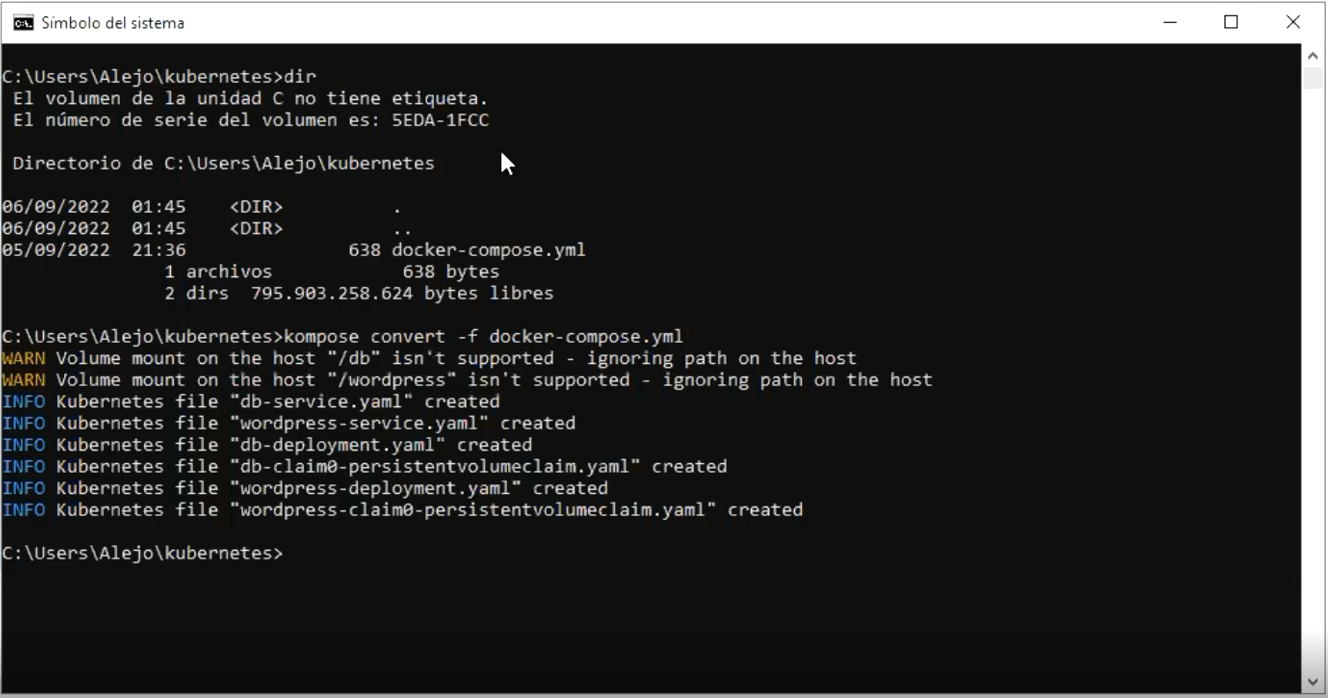 Símbolo del sistema
C:\Users\Alejo\kubernetes>dir
El volumen de la unidad C no tiene etiqueta.
El número de serie del volumen es: 5EDA-1FCC
Directorio de C:\Users\Alejo\kubernetes
06/09/2022 01:45 <DIR> .
06/09/2022 01:45 <DIR> ..
05/09/2022 21:36 638 docker-compose.yml
1 archivos 638 bytes
2 dirs 795.903.258.624 bytes libres
C:\Users\Alejo\kubernetes>kompose convert -f docker-compose.yml
WARN Volume mount on the host "/db" isn't supported - ignoring path on the host
WARN Volume mount on the host "/wordpress" isn't supported - ignoring path on the host
INFO Kubernetes file "db-service.yaml" created
INFO Kubernetes file "wordpress-service.yaml" created
INFO Kubernetes file "db-deployment.yaml" created
INFO Kubernetes file "db-claim0-persistentvolumeclaim.yaml" created
INFO Kubernetes file "wordpress-deployment.yaml" created
INFO Kubernetes file "wordpress-claim0-persistentvolumeclaim.yaml" created
C:\Users\Alejo\kubernetes>